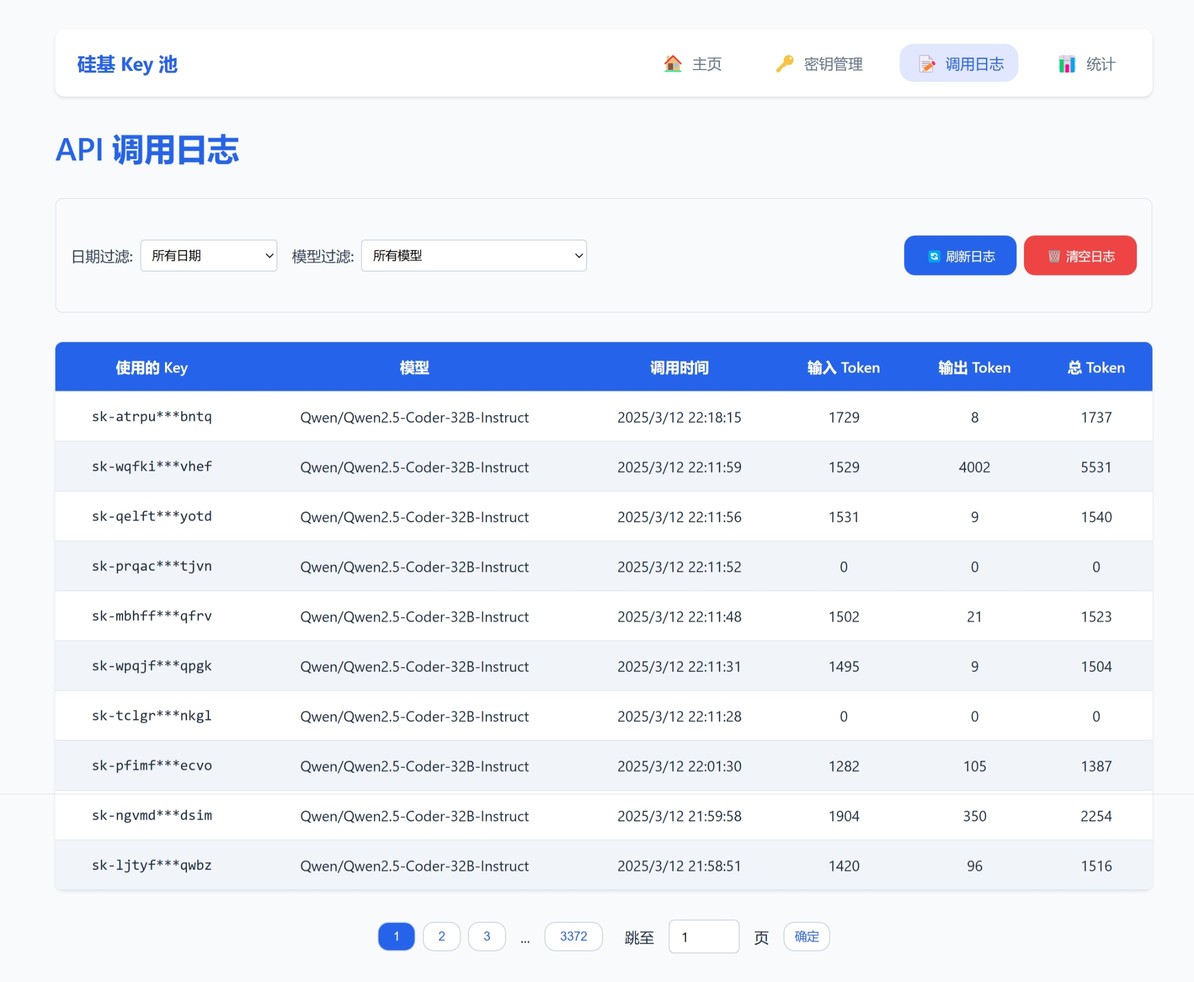 硅基 Key 池
主页 密钥管理 调用日志 统计
API 调用日志
日期过滤: 所有日期 模型过滤: 所有模型 刷新日志 清空日志
使用的 Key 模型 调用时间 输入 Token 输出 Token 总 Token
sk-atrpu***bntq Qwen/Qwen2.5-Coder-32B-Instruct 2025/3/12 22:18:15 1729 8 1737
sk-wqfki***vhef Qwen/Qwen2.5-Coder-32B-Instruct 2025/3/12 22:11:59 1529 4002 5531
sk-qelft***yotd Qwen/Qwen2.5-Coder-32B-Instruct 2025/3/12 22:11:56 1531 9 1540
sk-prqac***tjvn Qwen/Qwen2.5-Coder-32B-Instruct 2025/3/12 22:11:52 0 0 0
sk-mbhff***qfrv Qwen/Qwen2.5-Coder-32B-Instruct 2025/3/12 22:11:48 1502 21 1523
sk-wpqjf***qpgk Qwen/Qwen2.5-Coder-32B-Instruct 2025/3/12 22:11:31 1495 9 1504
sk-tclgr***nkgl Qwen/Qwen2.5-Coder-32B-Instruct 2025/3/12 22:11:28 0 0 0
sk-pfimf***ecvo Qwen/Qwen2.5-Coder-32B-Instruct 2025/3/12 22:01:30 1282 105 1387
sk-ngvmd***dsim Qwen/Qwen2.5-Coder-32B-Instruct 2025/3/12 21:59:58 1904 350 2254
sk-ljtyf***qwbz Qwen/Qwen2.5-Coder-32B-Instruct 2025/3/12 21:58:51 1420 96 1516
1 2 3 ... 3372 跳至 1 页 确定